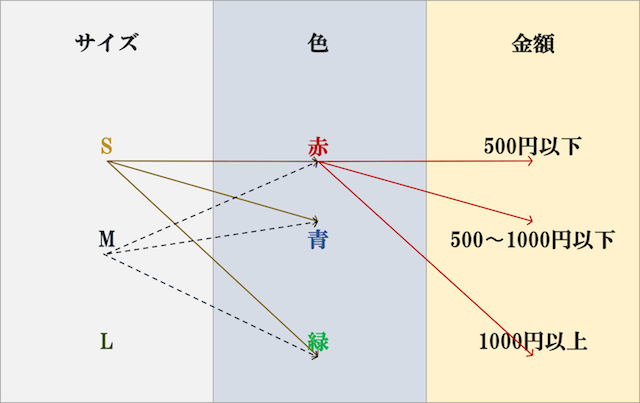 サイズ 色 金額
S 赤 500円以下
M 青 500〜1000円以下
L 緑 1000円以上